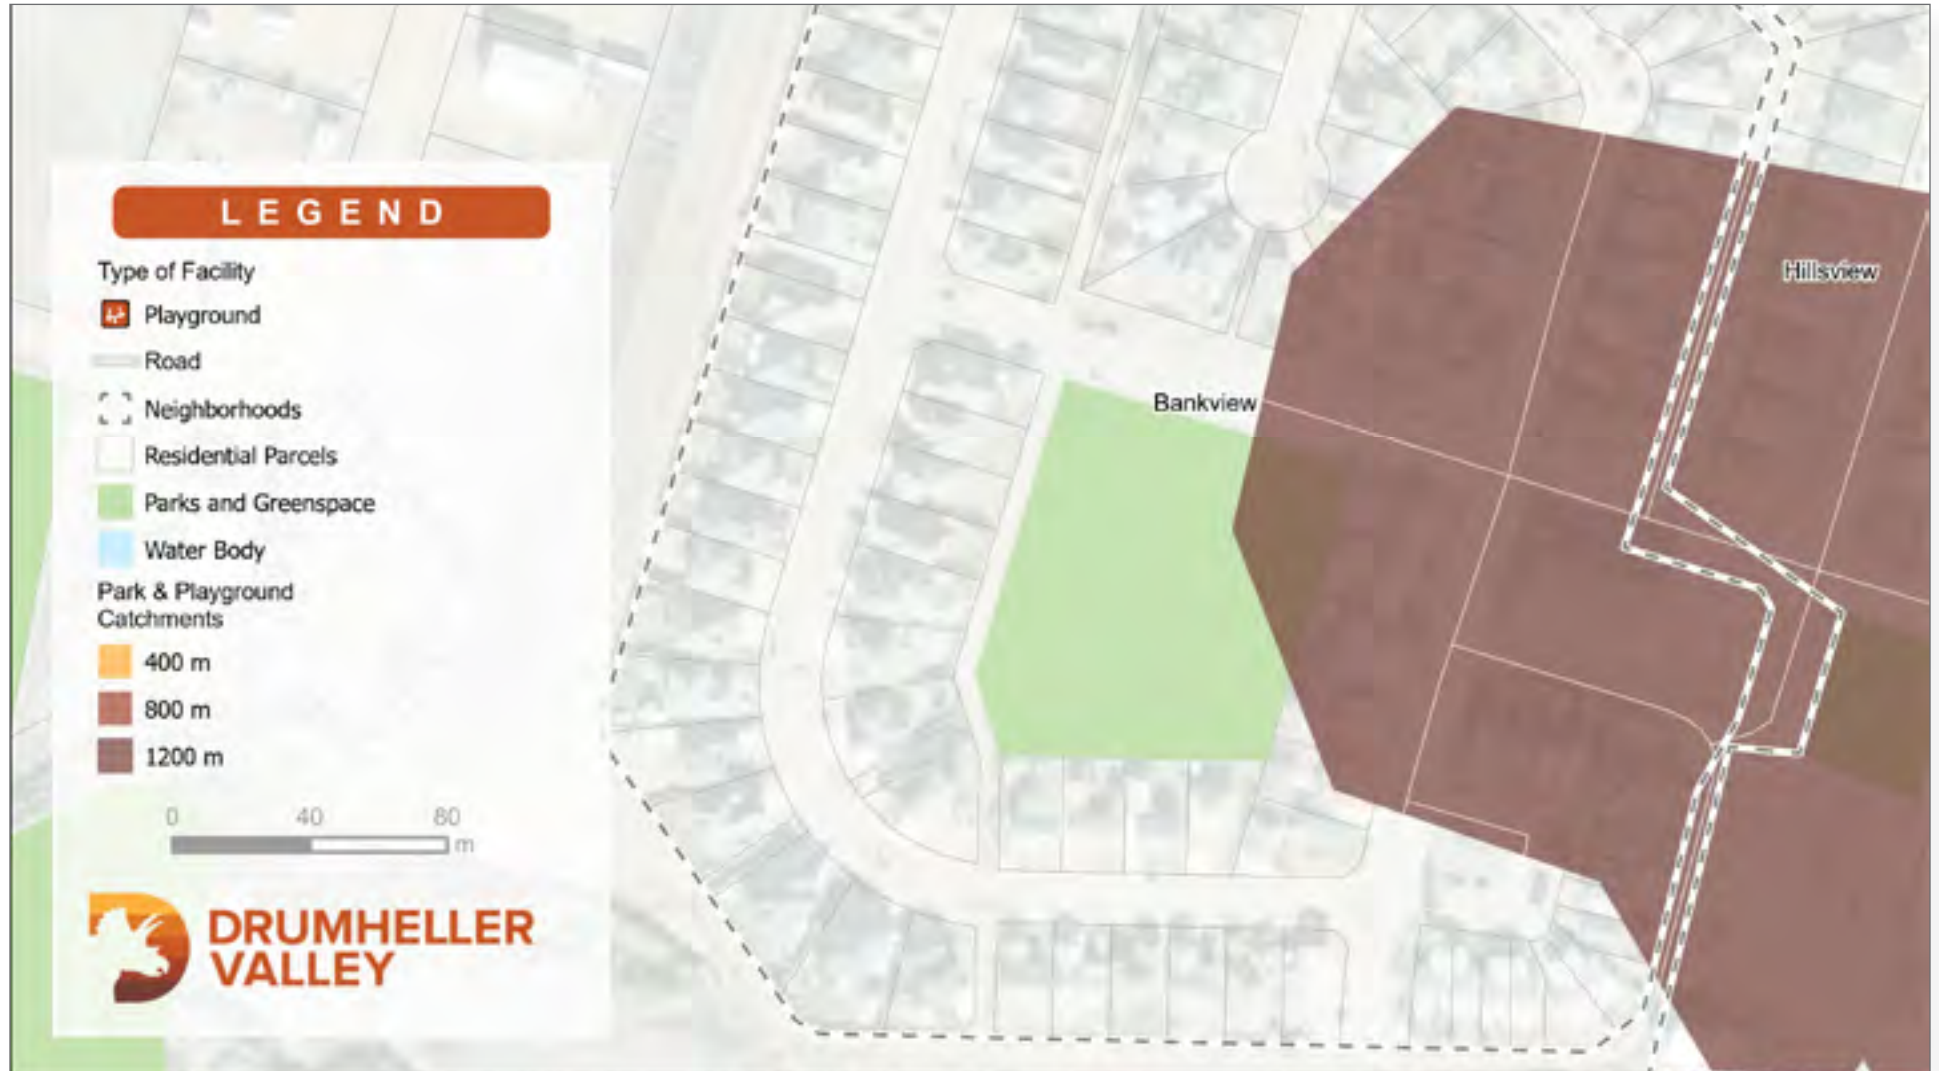 LEGEND
Type of Facility
Playground
Road
Neighborhoods
Residential Parcels
Parks and Greenspace
Water Body
Park & Playground
Catchments
400 m
800 m
1200 m
0 40 80
m
DRUMHELLER
VALLEY
Hillsview
Bankview